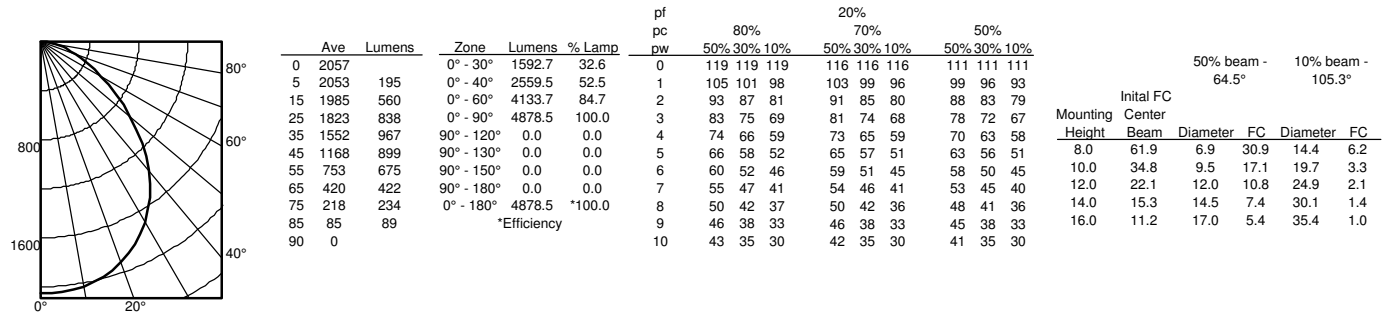 80°
60°
40°
20°
0°
800
1600
Ave Lumens
0 2057
5 2053 195
15 1985 560
25 1823 838
35 1552 967
45 1168 899
55 753 675
65 420 422
75 218 234
85 85 89
90 0
Zone Lumens % Lamp
0° - 30° 1592.7 32.6
0° - 40° 2559.5 52.5
0° - 60° 4133.7 84.7
0° - 90° 4878.5 100.0
90° - 120° 0.0 0.0
90° - 130° 0.0 0.0
90° - 150° 0.0 0.0
90° - 180° 0.0 0.0
0° - 180° 4878.5 *100.0
*Efficiency
pf 20%
pc 80% 70% 50%
pw 50% 30% 10% 50% 30% 10% 50% 30% 10%
0 119 119 119 116 116 116 111 111 111
1 105 101 98 103 99 96 99 96 93
2 93 87 81 91 85 80 88 83 79
3 83 75 69 81 74 68 78 72 67
4 74 66 59 73 65 59 70 63 58
5 66 58 52 65 57 51 63 56 51
6 60 52 46 59 51 45 58 50 45
7 55 47 41 54 46 41 53 45 40
8 50 42 37 50 42 36 48 41 36
9 46 38 33 46 38 33 45 38 33
10 43 35 30 42 35 30 41 35 30
50% beam - 10% beam -
64.5° 105.3°
Inital FC
Mounting Center
Height Beam Diameter FC Diameter FC
8.0 61.9 6.9 30.9 14.4 6.2
10.0 34.8 9.5 17.1 19.7 3.3
12.0 22.1 12.0 10.8 24.9 2.1
14.0 15.3 14.5 7.4 30.1 1.4
16.0 11.2 17.0 5.4 35.4 1.0